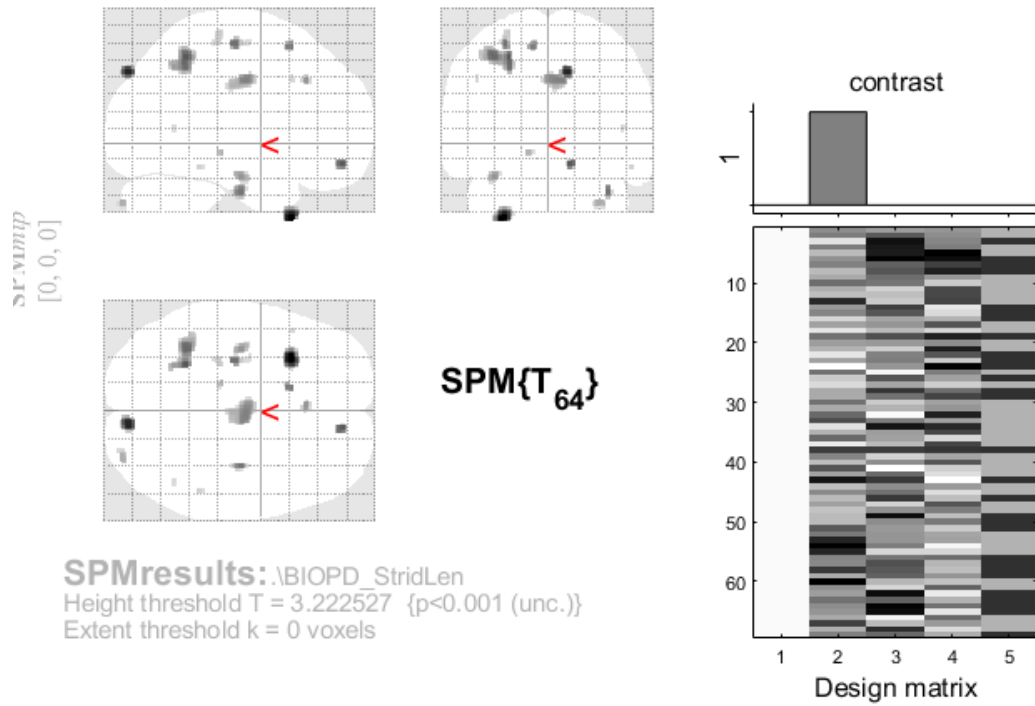 contrast
1
SPMmip
[0, 0, 0]
<
<
<
SPM{T64}
10
20
30
40
50
60
1 2 3 4 5
Design matrix
SPMresults: .\BIOPD_StridLen
Height threshold T = 3.222527 {p<0.001 (unc.)}
Extent threshold k = 0 voxels